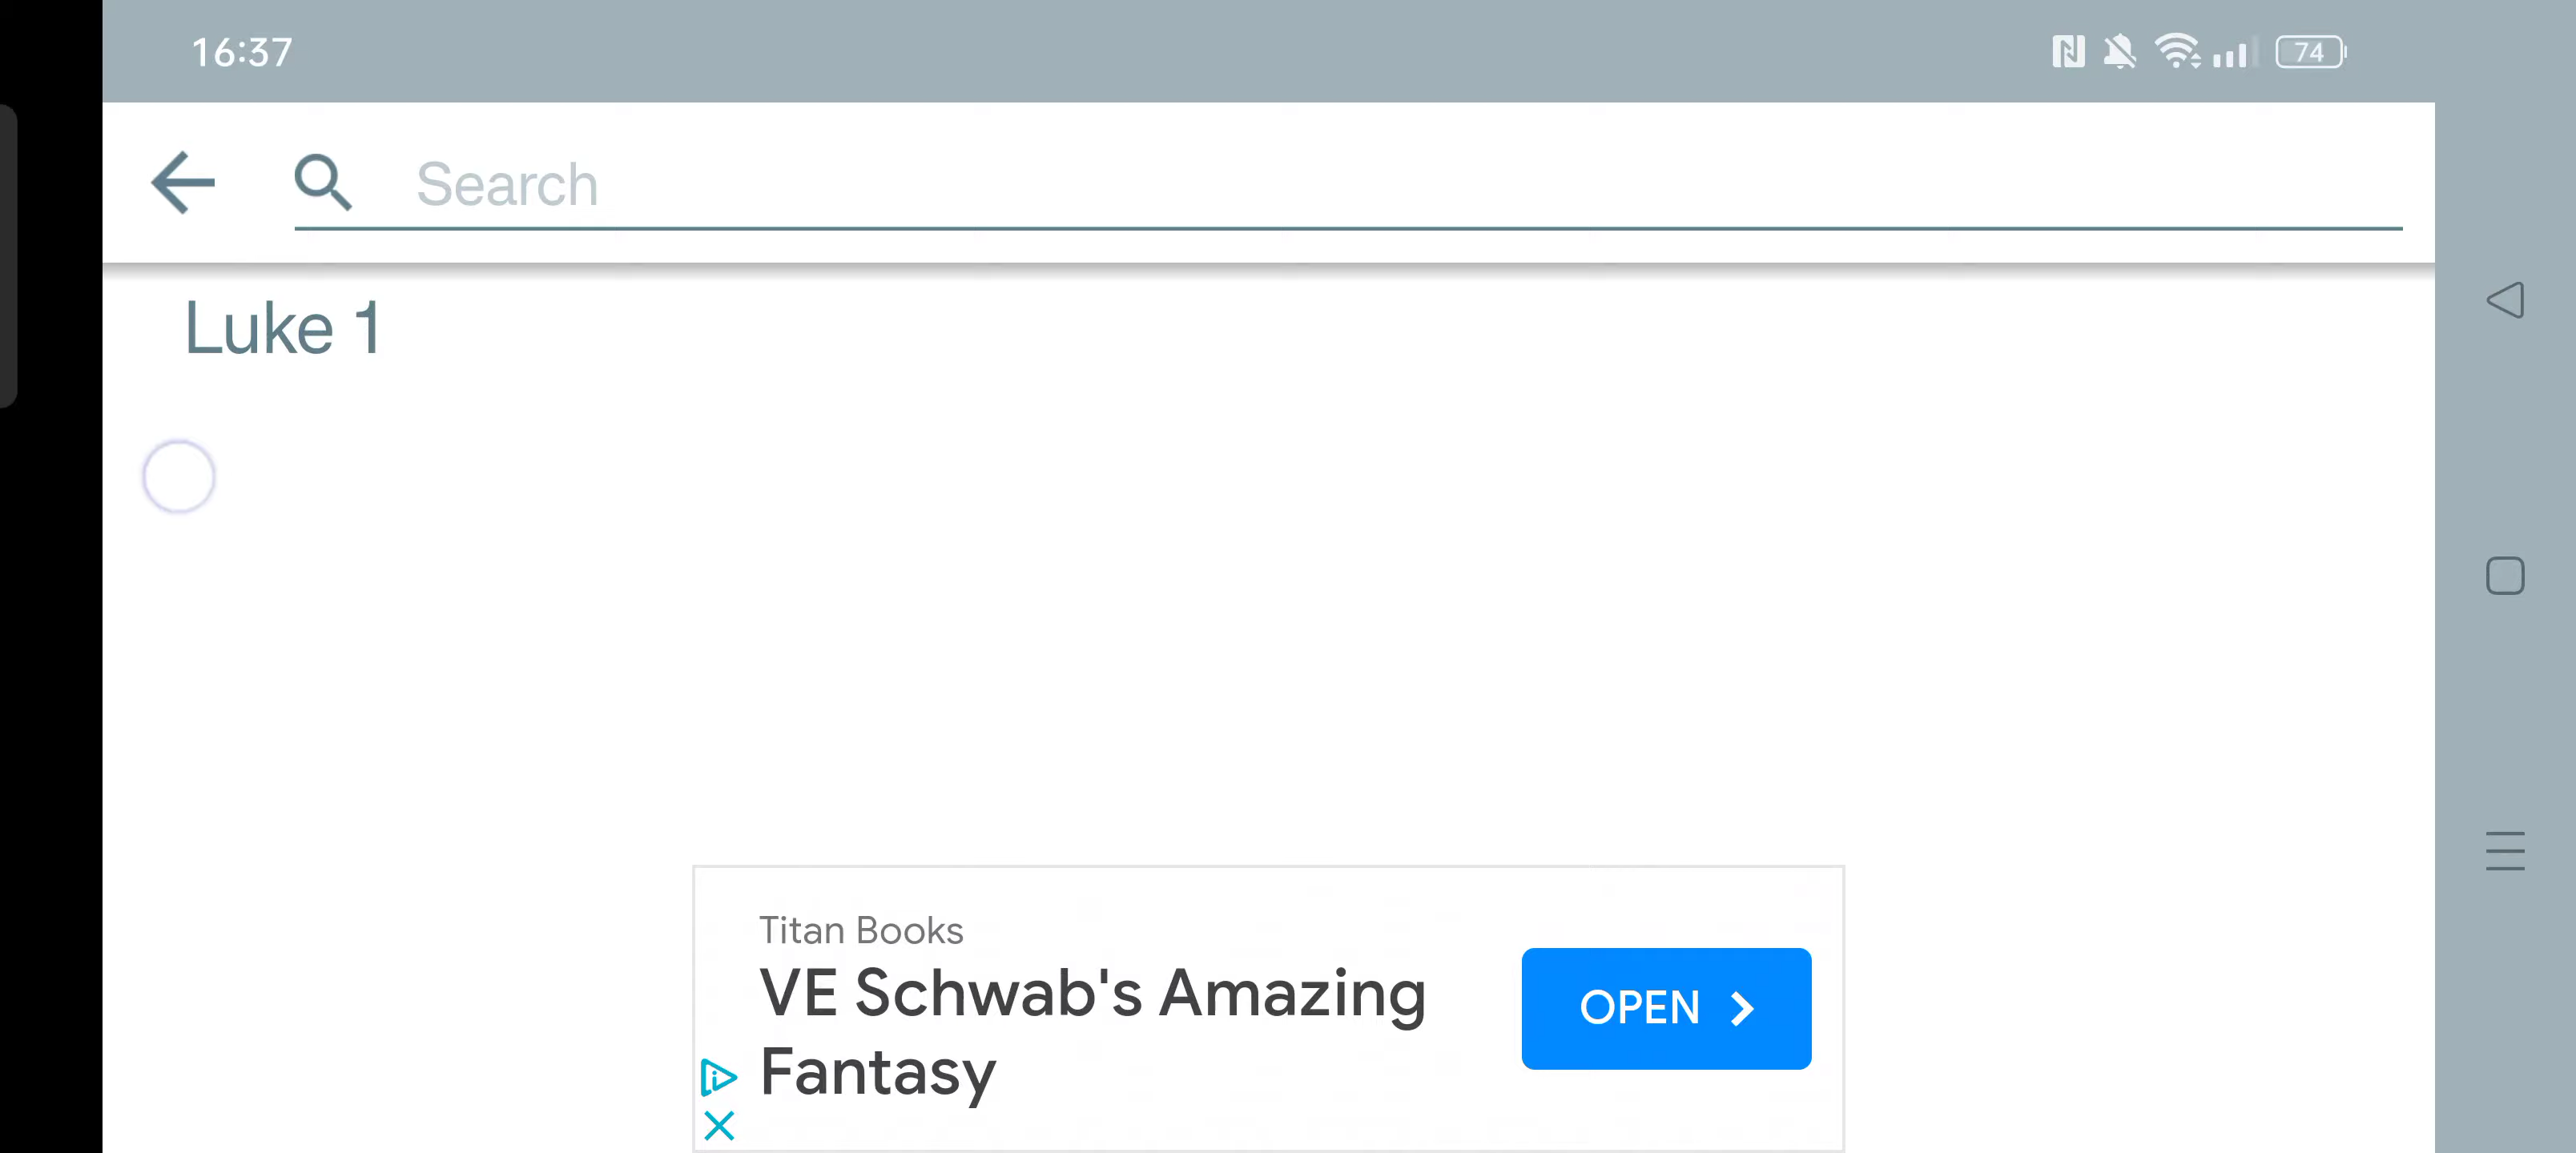 16:37
74
Search
Luke 1
Titan Books
VE Schwab's Amazing
Fantasy
OPEN